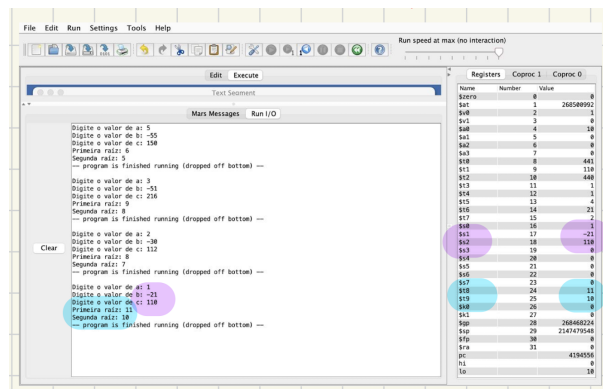 File Edit Run Settings Tools Help
Run speed at max (no interaction)
Edit Execute
Text Segment
Mars Messages Run I/O
Digite o valor de a: 5
Digite o valor de b: -55
Digite o valor de c: 150
Primeira raíz: 6
Segunda raíz: 5
-- program is finished running (dropped off bottom) --
Digite o valor de a: 3
Digite o valor de b: -51
Digite o valor de c: 216
Primeira raíz: 9
Segunda raíz: 8
-- program is finished running (dropped off bottom) --
Digite o valor de a: 2
Digite o valor de b: -30
Digite o valor de c: 112
Primeira raíz: 8
Segunda raíz: 7
-- program is finished running (dropped off bottom) --
Digite o valor de a: 1
Digite o valor de b: -21
Digite o valor de c: 110
Primeira raíz: 11
Segunda raíz: 10
-- program is finished running (dropped off bottom) --
Clear
Registers Coproc 1 Coproc 0
Name Number Value
$zero 0 0
$at 1 268500992
$v0 2 1
$v1 3 0
$a0 4 10
$a1 5 0
$a2 6 0
$a3 7 0
$t0 8 441
$t1 9 110
$t2 10 440
$t3 11 1
$t4 12 1
$t5 13 4
$t6 14 21
$t7 15 2
$s0 16 1
$s1 17 -21
$s2 18 110
$s3 19 0
$s4 20 0
$s5 21 0
$s6 22 0
$s7 23 0
$t8 24 11
$t9 25 10
$k0 26 0
$k1 27 0
$gp 28 268468224
$sp 29 2147479548
$fp 30 0
$ra 31 0
pc 4194556
hi 0
lo 10